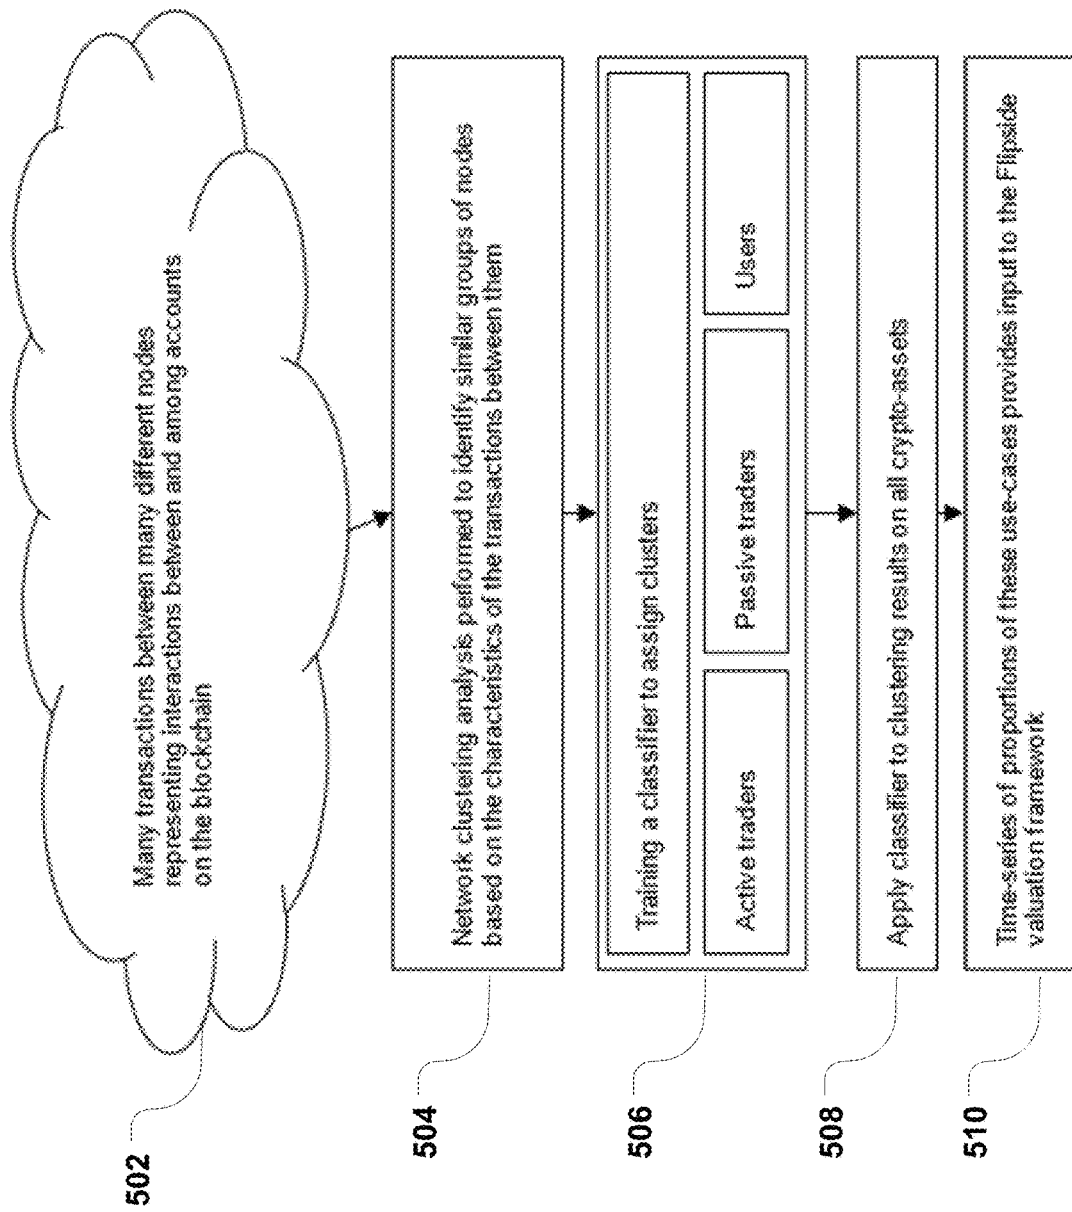 Many transactions between many different nodes
representing interactions between and among accounts
on the blockchain
502
Network clustering analysis performed to identify similar groups of nodes
based on the characteristics of the transactions between them
504
Training a classifier to assign clusters
Active traders
Passive traders
Users
506
Apply classifier to clustering results on all crypto-assets
508
Time-series of proportions of these use-cases provides input to the Flipside
valuation framework
510